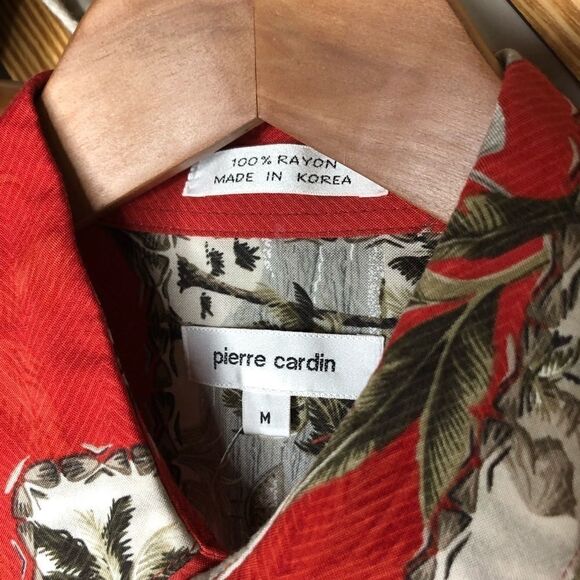 100% RAYON
MADE IN KOREA
pierre cardin
M